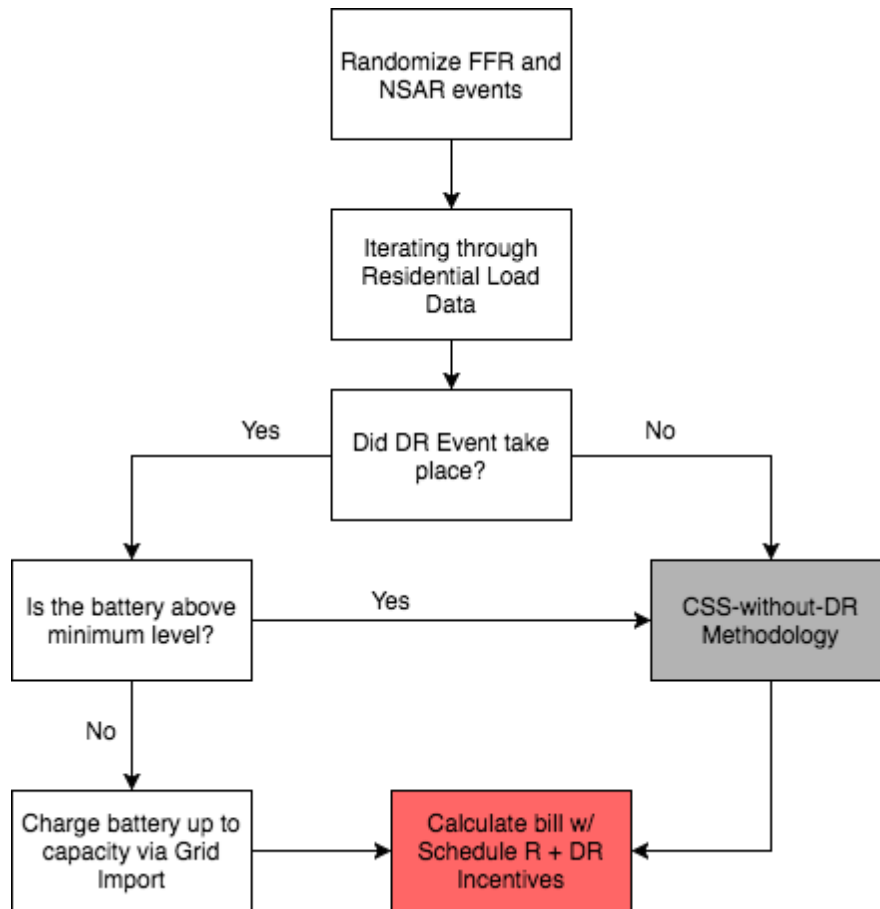 Randomize FFR and
NSAR events
Iterating through
Residential Load
Data
Yes
No
Did DR Event take
place?
Is the battery above
minimum level?
Yes
CSS-without-DR
Methodology
No
Charge battery up to
capacity via Grid
Import
Calculate bill w/
Schedule R + DR
Incentives